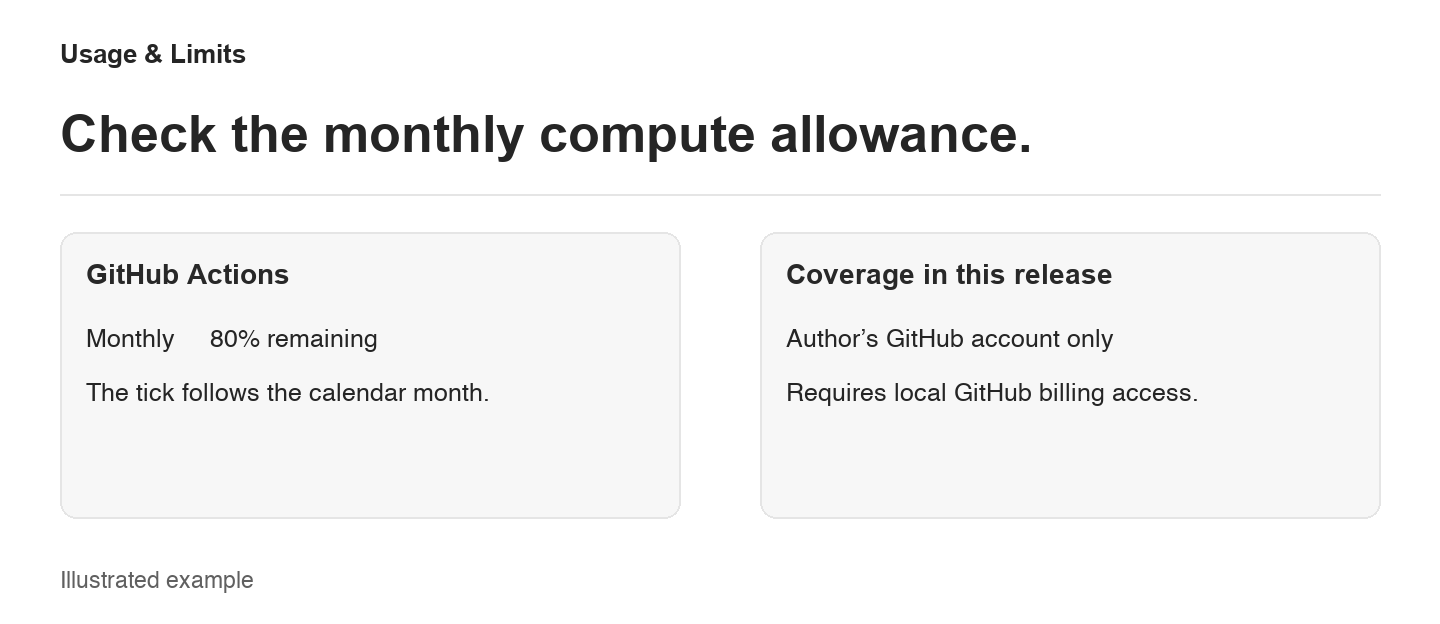 Usage & Limits
Check the monthly compute allowance.
GitHub Actions
Monthly 80% remaining
The tick follows the calendar month.
Coverage in this release
Author’s GitHub account only
Requires local GitHub billing access.
Illustrated example